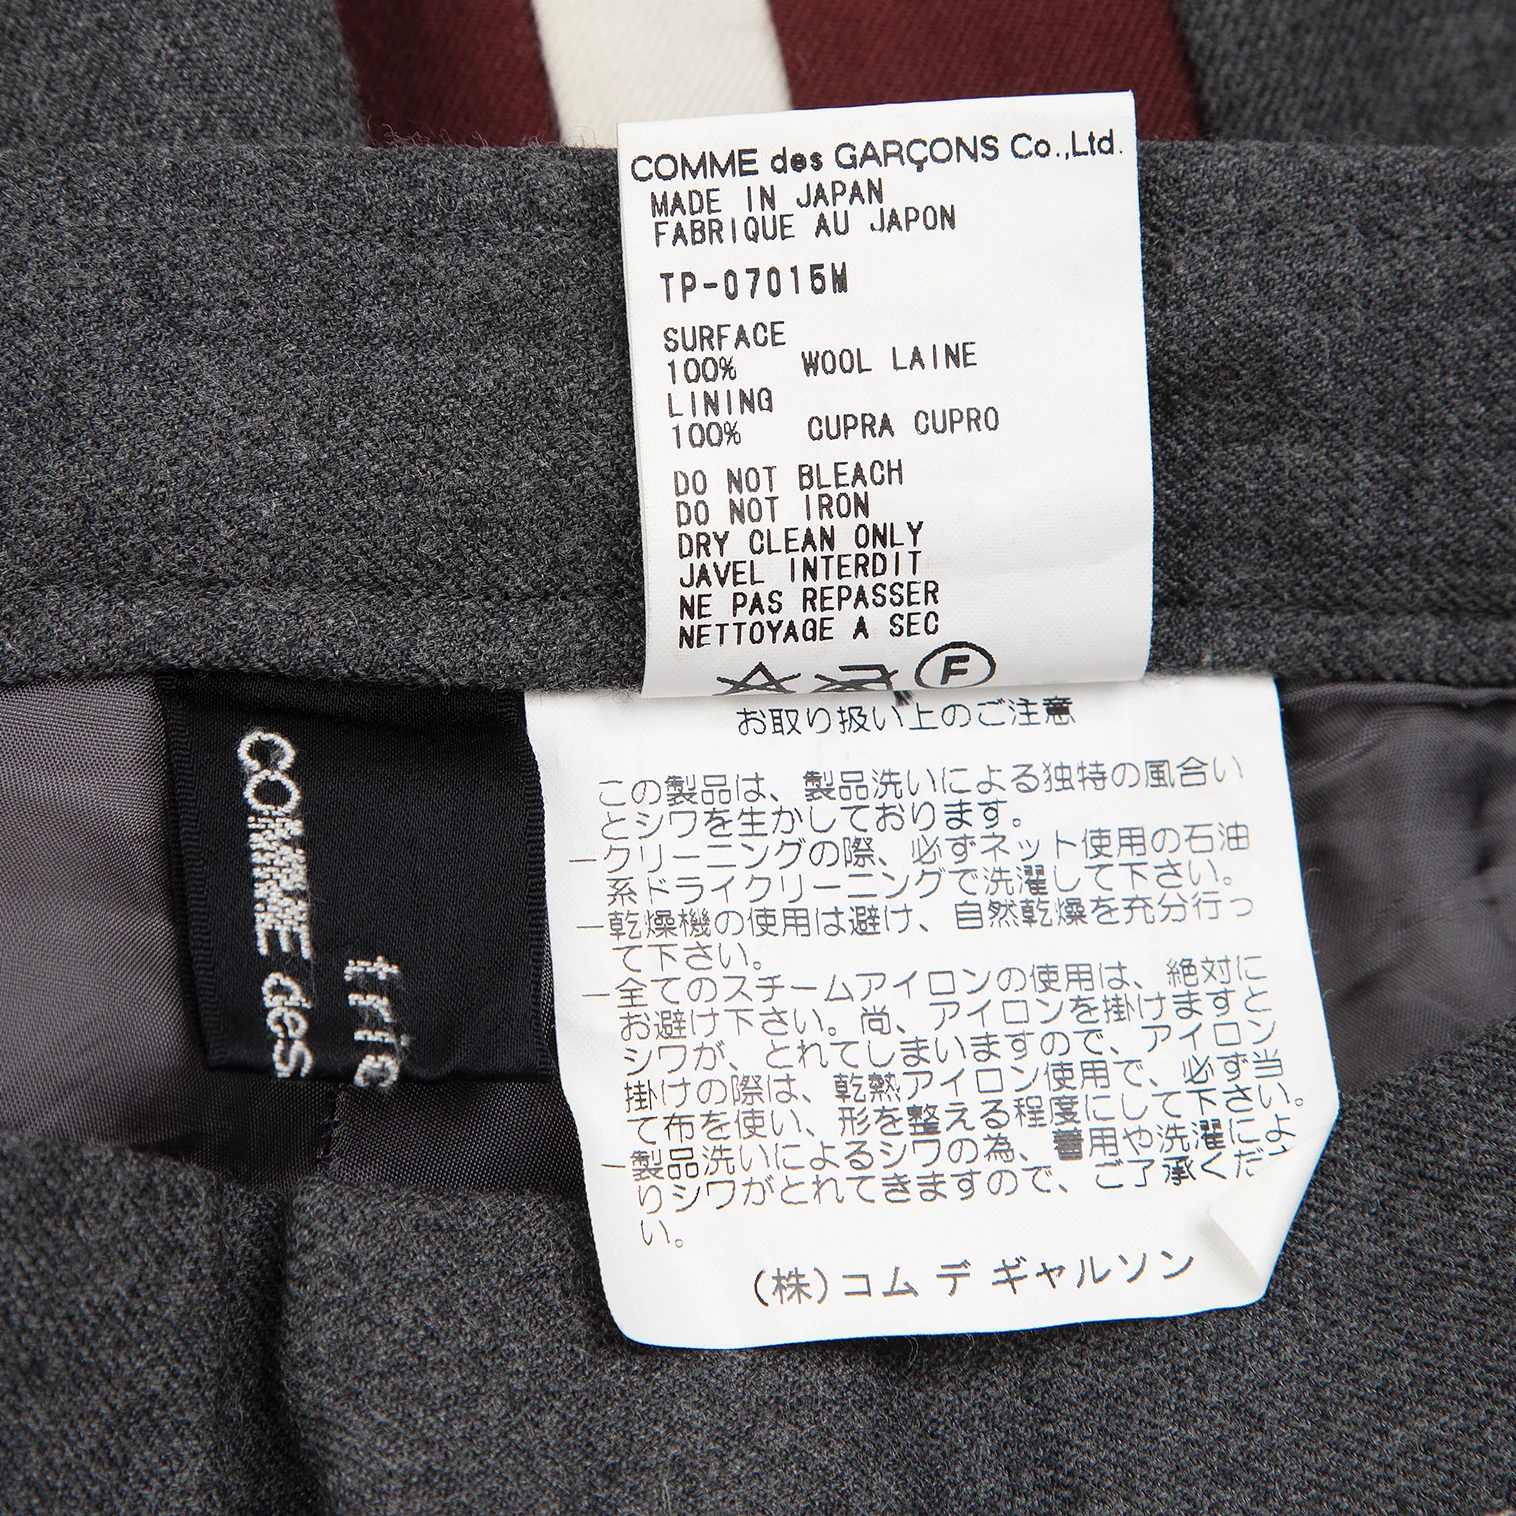 COMME des GARÇONS Co.,Ltd.
MADE IN JAPAN
FABRIQUE AU JAPON
TP-07015M
SURFACE
100% WOOL LAINE
LINING
100% CUPRA CUPRO
DO NOT BLEACH
DO NOT IRON
DRY CLEAN ONLY
JAVEL INTERDIT
NE PAS REPASSER
NETTOYAGE A SEC
F
お取り扱い上のご注意
この製品は、製品洗いによる独特の風合い
とシワを生かしております。
–クリーニングの際、必ずネット使用の石油
系ドライクリーニングで洗濯して下さい。
–乾燥機の使用は避け、自然乾燥を充分行っ
て下さい。
–全てのスチームアイロンの使用は、絶対に
お避け下さい。尚、アイロンを掛けますと
シワが、とれてしまいますので、アイロン
掛けの際は、乾熱アイロン使用で、必ず当
て布を使い、形を整える程度にして下さい。
–製品洗いによるシワの為、着用や洗濯によ
りシワがとれてきますので、ご了承くださ
い。
(株)コム デ ギャルソン
tric
COMME des